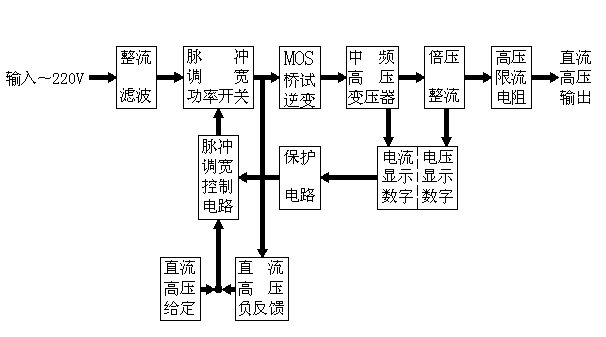 输入～220V
整流
滤波
脉冲
调宽
功率开关
MOS
桥试
逆变
中频
高压
变压器
倍压
整流
高压
限流
电阻
直流
高压
输出
脉冲
调宽
控制
电路
保护
电路
电流
显示
数字
电压
显示
数字
直流
高压
给定
直流
高压
负反馈